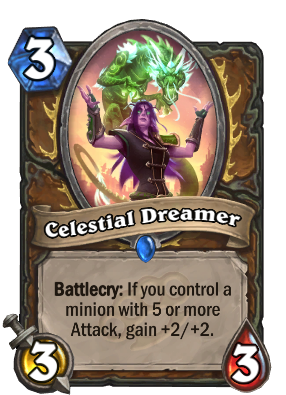 3
Celestial Dreamer
Battlecry: If you control a
minion with 5 or more
Attack, gain +2/+2.
3 3